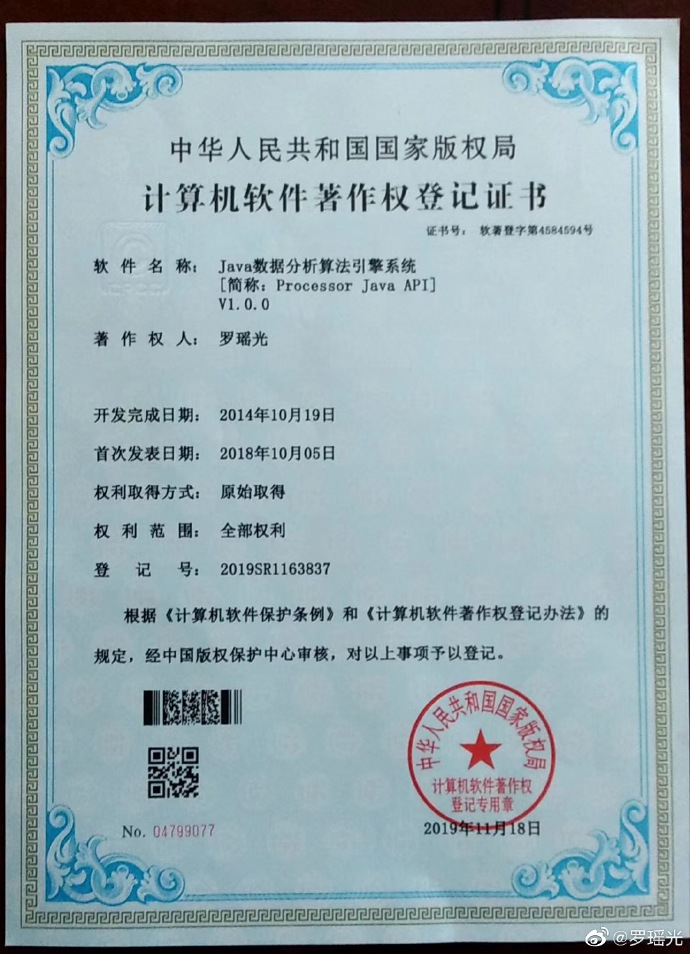 中华人民共和国国家版权局
计算机软件著作权登记证书
证书号： 软著登字第4584594号
软件名称： Java数据分析算法引擎系统
[简称：Processor Java API]
V1.0.0
著作权人： 罗瑶光
开发完成日期： 2014年10月19日
首次发表日期： 2018年10月05日
权利取得方式： 原始取得
权利范围： 全部权利
登记号： 2019SR1163837
根据《计算机软件保护条例》和《计算机软件著作权登记办法》的
规定，经中国版权保护中心审核，对以上事项予以登记。
中华人民共和国国家版权局
计算机软件著作权
登记专用章
No. 04799077
2019年11月18日
@罗瑶光